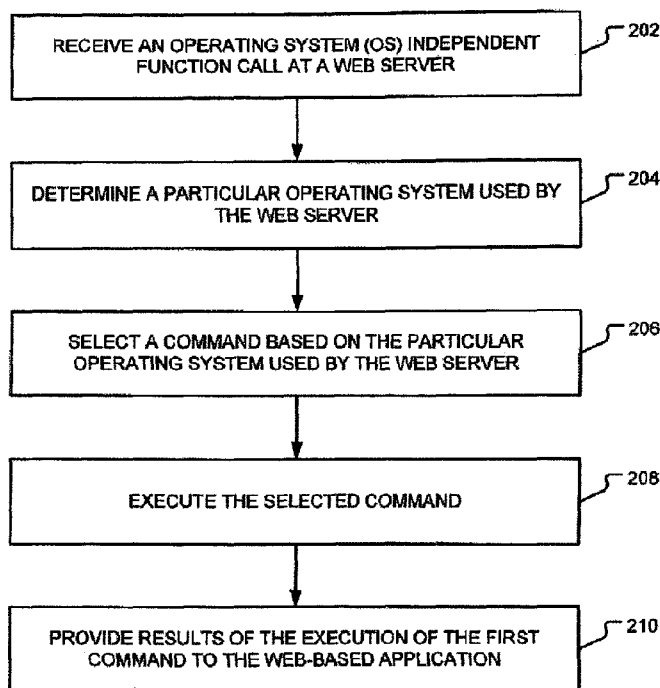 RECEIVE AN OPERATING SYSTEM (OS) INDEPENDENT
FUNCTION CALL AT A WEB SERVER
202
DETERMINE A PARTICULAR OPERATING SYSTEM USED BY
THE WEB SERVER
204
SELECT A COMMAND BASED ON THE PARTICULAR
OPERATING SYSTEM USED BY THE WEB SERVER
206
EXECUTE THE SELECTED COMMAND
208
PROVIDE RESULTS OF THE EXECUTION OF THE FIRST
COMMAND TO THE WEB-BASED APPLICATION
210